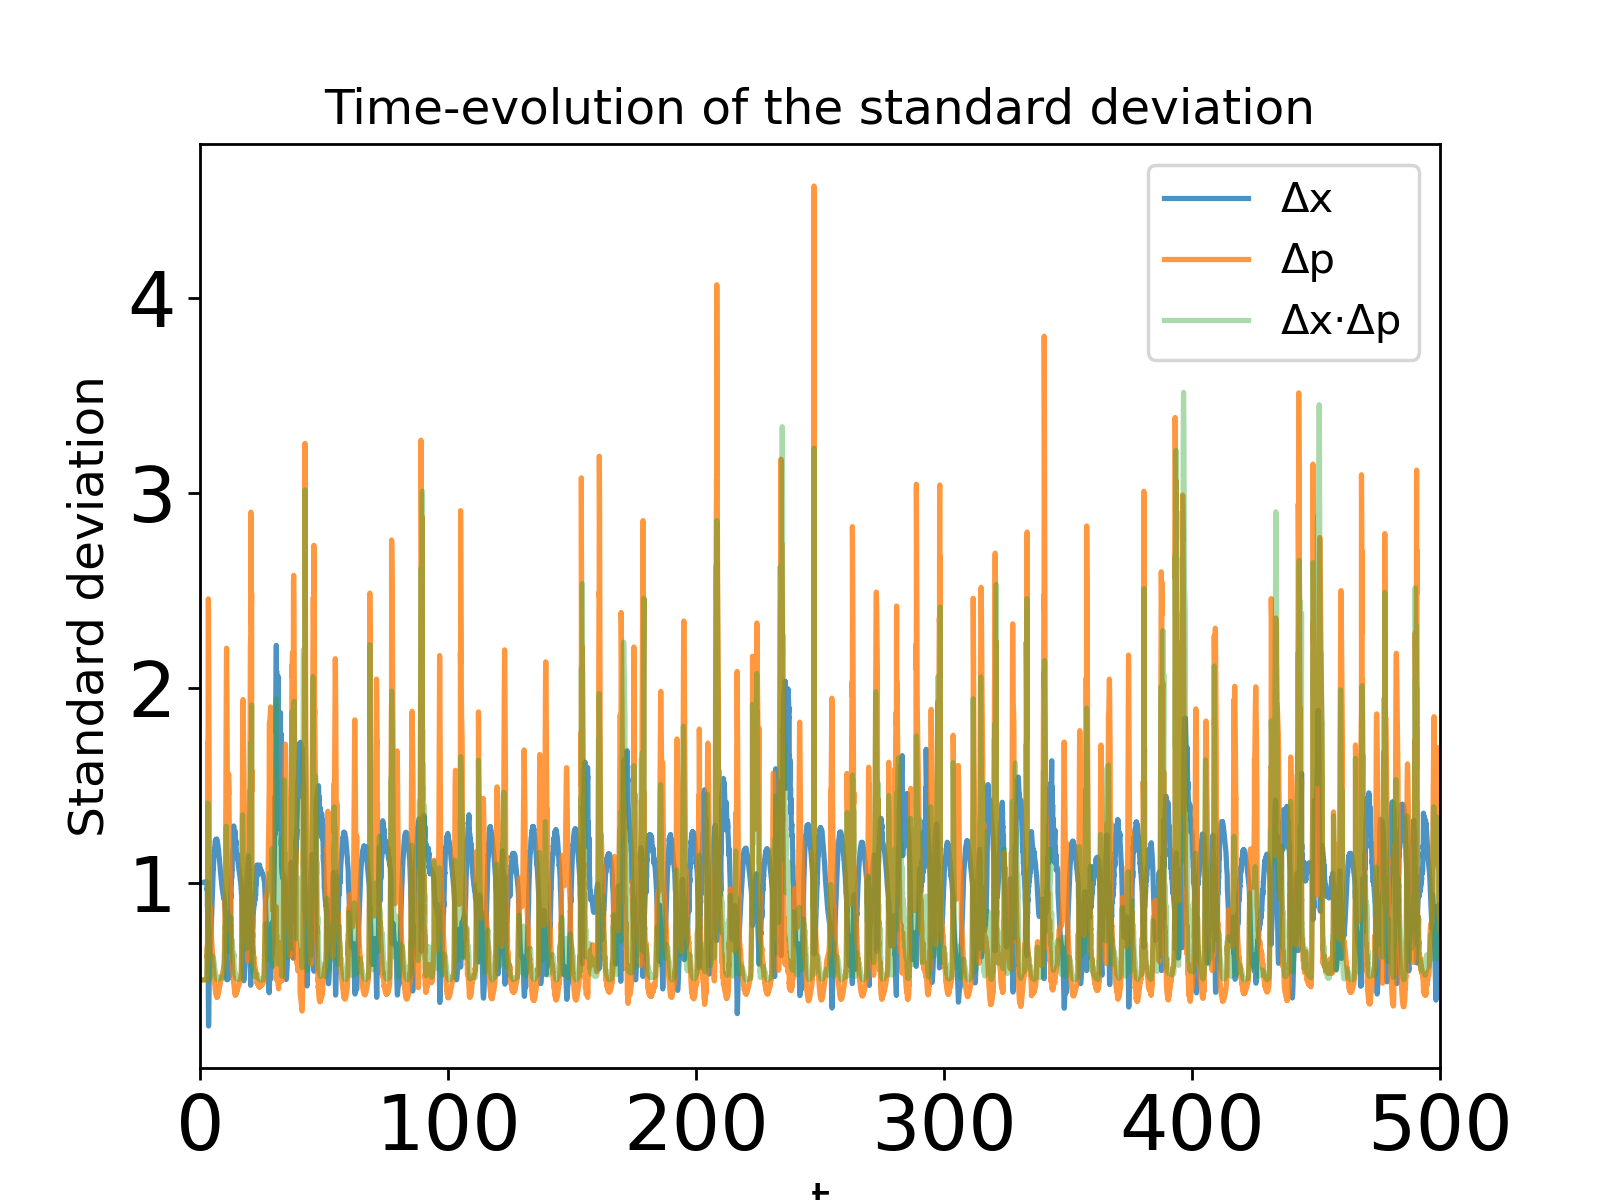 Time-evolution of the standard deviation
Δx
Δp
Δx·Δp
Standard deviation
4
3
2
1
0 100 200 300 400 500
t